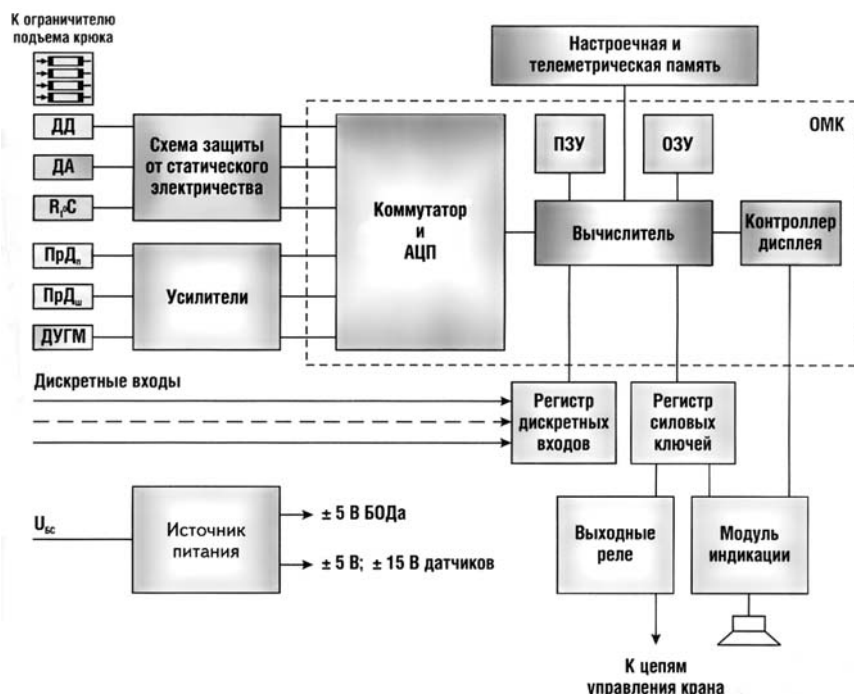 К ограничителю
подъема крюка
Настроечная и
телеметрическая память
ОМК
ДД
ДА
R,°C
Схема защиты
от статического
электричества
ПЗУ
ОЗУ
Коммутатор
и
АЦП
Вычислитель
Контроллер
дисплея
ПрДп
ПрДш
ДУГМ
Усилители
Дискретные входы
Регистр
дискретных
входов
Регистр
силовых
ключей
Uбс
Источник
питания
± 5 В БОДа
± 5 В; ± 15 В датчиков
Выходные
реле
Модуль
индикации
К цепям
управления крана